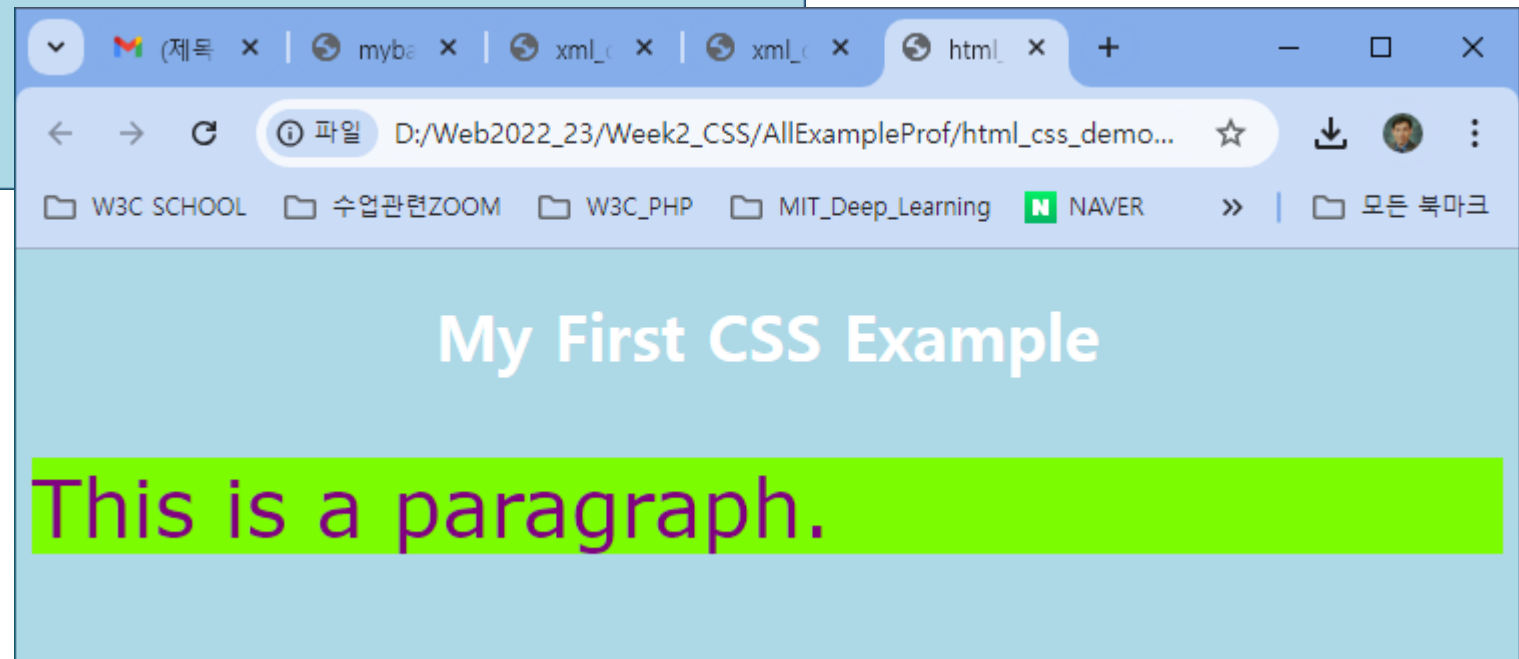 (제목 myba xml_ xml_ html_
파일 D:/Web2022_23/Week2_CSS/AllExampleProf/html_css_demo...
W3C SCHOOL 수업관련ZOOM W3C_PHP MIT_Deep_Learning N NAVER 모든 북마크
My First CSS Example
This is a paragraph.